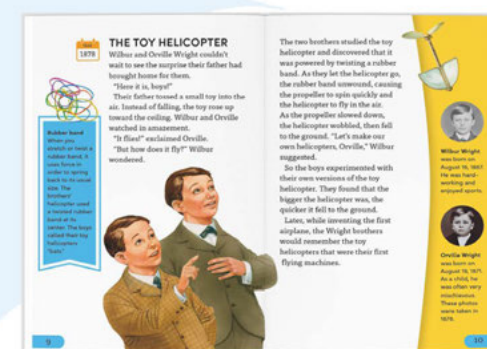 1878
THE TOY HELICOPTER
Wilbur and Orville Wright couldn't
wait to see the surprise their father had
brought home for them.
"Here it is, boys!"
Their father tossed a small toy into the
air. Instead of falling, the toy rose up
toward the ceiling. Wilbur and Orville
watched in amazement.
"It flies!" exclaimed Orville.
"But how does it fly?" Wilbur
wondered.
Rubber band
When you
stretch or twist a
rubber band, it
uses force in
order to spring
back to its usual
size. The
brothers'
helicopter used
a twisted rubber
band at its
center. The boys
called their toy
helicopters
"bats."
9
The two brothers studied the toy
helicopter and discovered that it
was powered by twisting a rubber
band. As they let the helicopter go,
the rubber band unwound, causing
the propeller to spin quickly and
the helicopter to fly in the air.
As the propeller slowed down,
the helicopter wobbled, then fell
to the ground. "Let's make our
own helicopters, Orville," Wilbur
suggested.
So the boys experimented with
their own versions of the toy
helicopter. They found that the
bigger the helicopter was, the
quicker it fell to the ground.
Later, while inventing the first
airplane, the Wright brothers
would remember the toy
helicopters that were their first
flying machines.
Wilbur Wright
was born on
August 16, 1867.
He was hard-
working and
enjoyed sports.
Orville Wright
was born on
August 19, 1871.
As a child, he
was often very
mischievous.
These photos
were taken in
1878.
10